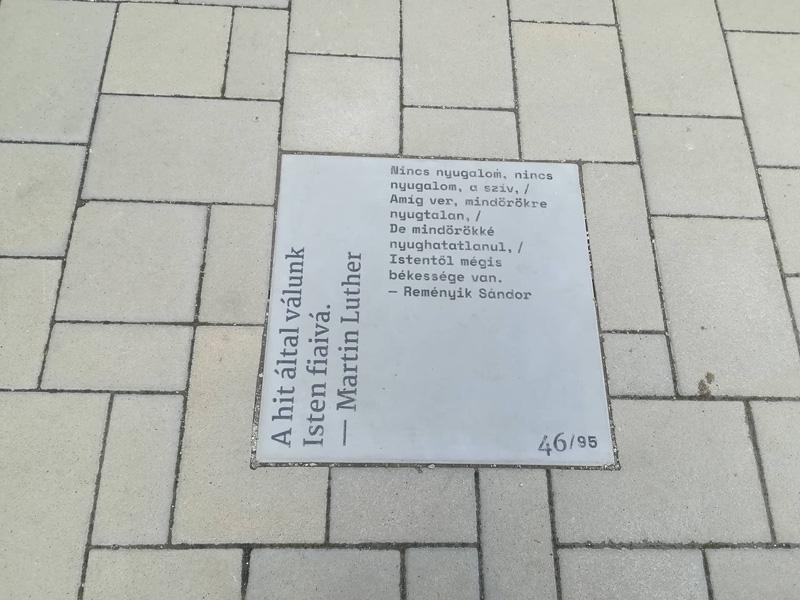 A hit által válunk
Isten fiaivá.
— Martin Luther
Nincs nyugalom, nincs
nyugalom, a szív, /
Amíg ver, mindörökre
nyugtalan, /
De mindörökké
nyughatatlanul, /
Istentől mégis
békessége van.
— Reményik Sándor
46/95